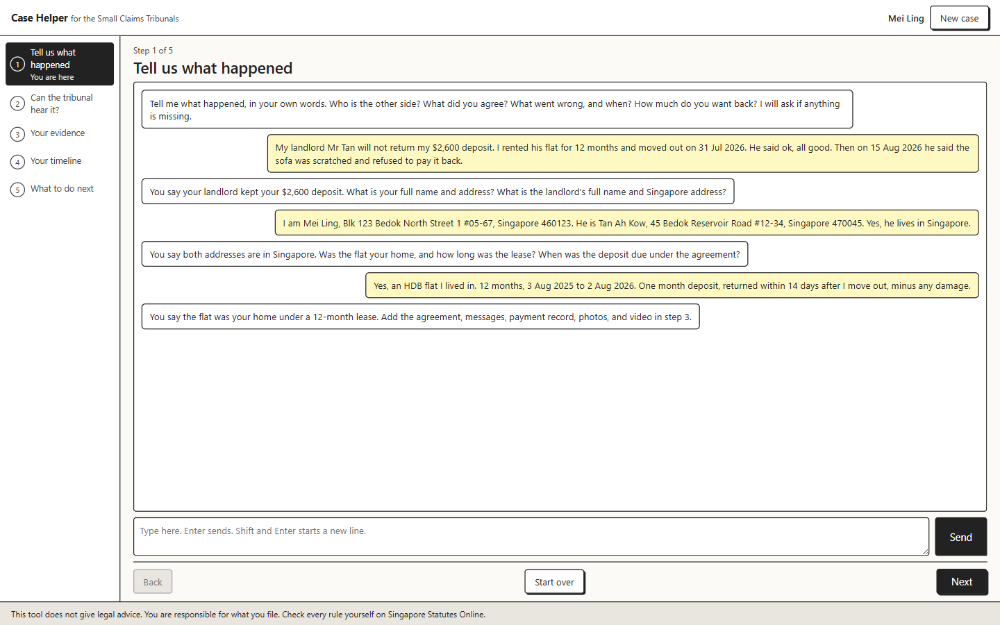 Case Helper for the Small Claims Tribunals
Mei Ling
New case
1
Tell us what
happened
You are here
2
Can the tribunal
hear it?
3
Your evidence
4
Your timeline
5
What to do next
Step 1 of 5
Tell us what happened
Tell me what happened, in your own words. Who is the other side? What did you agree? What went wrong, and when? How much do you want back? I will ask if anything
is missing.
My landlord Mr Tan will not return my $2,600 deposit. I rented his flat for 12 months and moved out on 31 Jul 2026. He said ok, all good. Then on 15 Aug 2026 he said the
sofa was scratched and refused to pay it back.
You say your landlord kept your $2,600 deposit. What is your full name and address? What is the landlord's full name and Singapore address?
I am Mei Ling, Blk 123 Bedok North Street 1 #05-67, Singapore 460123. He is Tan Ah Kow, 45 Bedok Reservoir Road #12-34, Singapore 470045. Yes, he lives in Singapore.
You say both addresses are in Singapore. Was the flat your home, and how long was the lease? When was the deposit due under the agreement?
Yes, an HDB flat I lived in. 12 months, 3 Aug 2025 to 2 Aug 2026. One month deposit, returned within 14 days after I move out, minus any damage.
You say the flat was your home under a 12-month lease. Add the agreement, messages, payment record, photos, and video in step 3.
Type here. Enter sends. Shift and Enter starts a new line.
Send
Back
Start over
Next
This tool does not give legal advice. You are responsible for what you file. Check every rule yourself on Singapore Statutes Online.